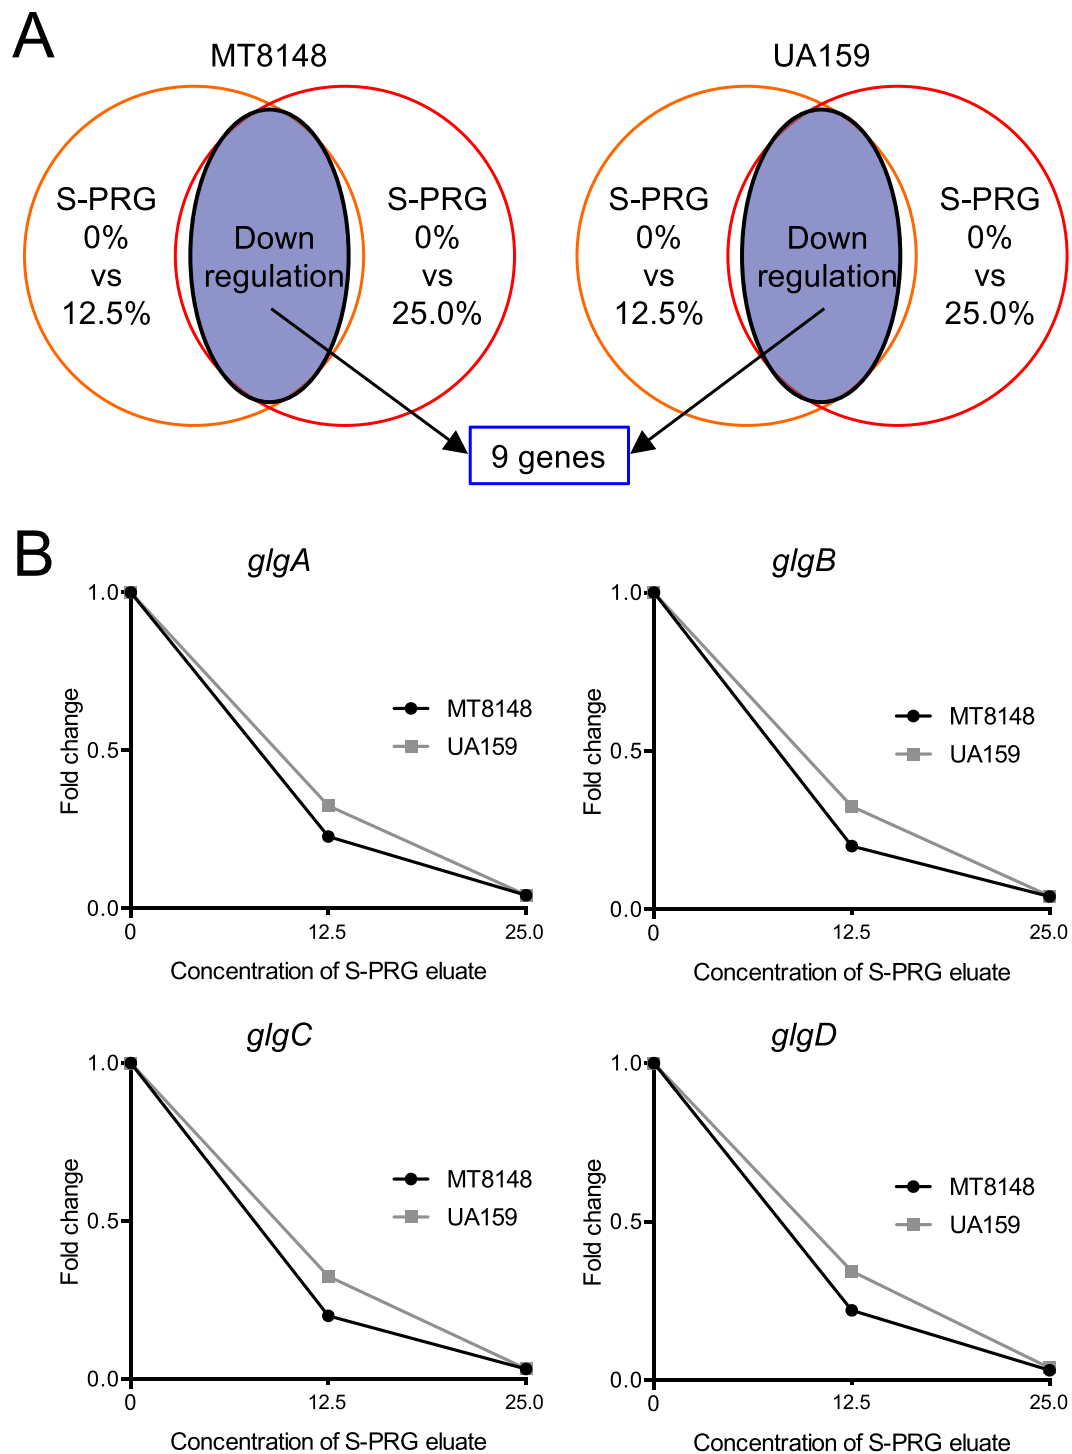 A
MT8148
UA159
S-PRG
0%
vs
12.5%
Down
regulation
S-PRG
0%
vs
25.0%
S-PRG
0%
vs
12.5%
Down
regulation
S-PRG
0%
vs
25.0%
9 genes
B
glgA
1.0
0.5
0.0
Fold change
MT8148
UA159
0
12.5
25.0
Concentration of S-PRG eluate
glgB
1.0
0.5
0.0
Fold change
MT8148
UA159
0
12.5
25.0
Concentration of S-PRG eluate
glgC
1.0
0.5
0.0
Fold change
MT8148
UA159
0
12.5
25.0
Concentration of S-PRG eluate
glgD
1.0
0.5
0.0
Fold change
MT8148
UA159
0
12.5
25.0
Concentration of S-PRG eluate